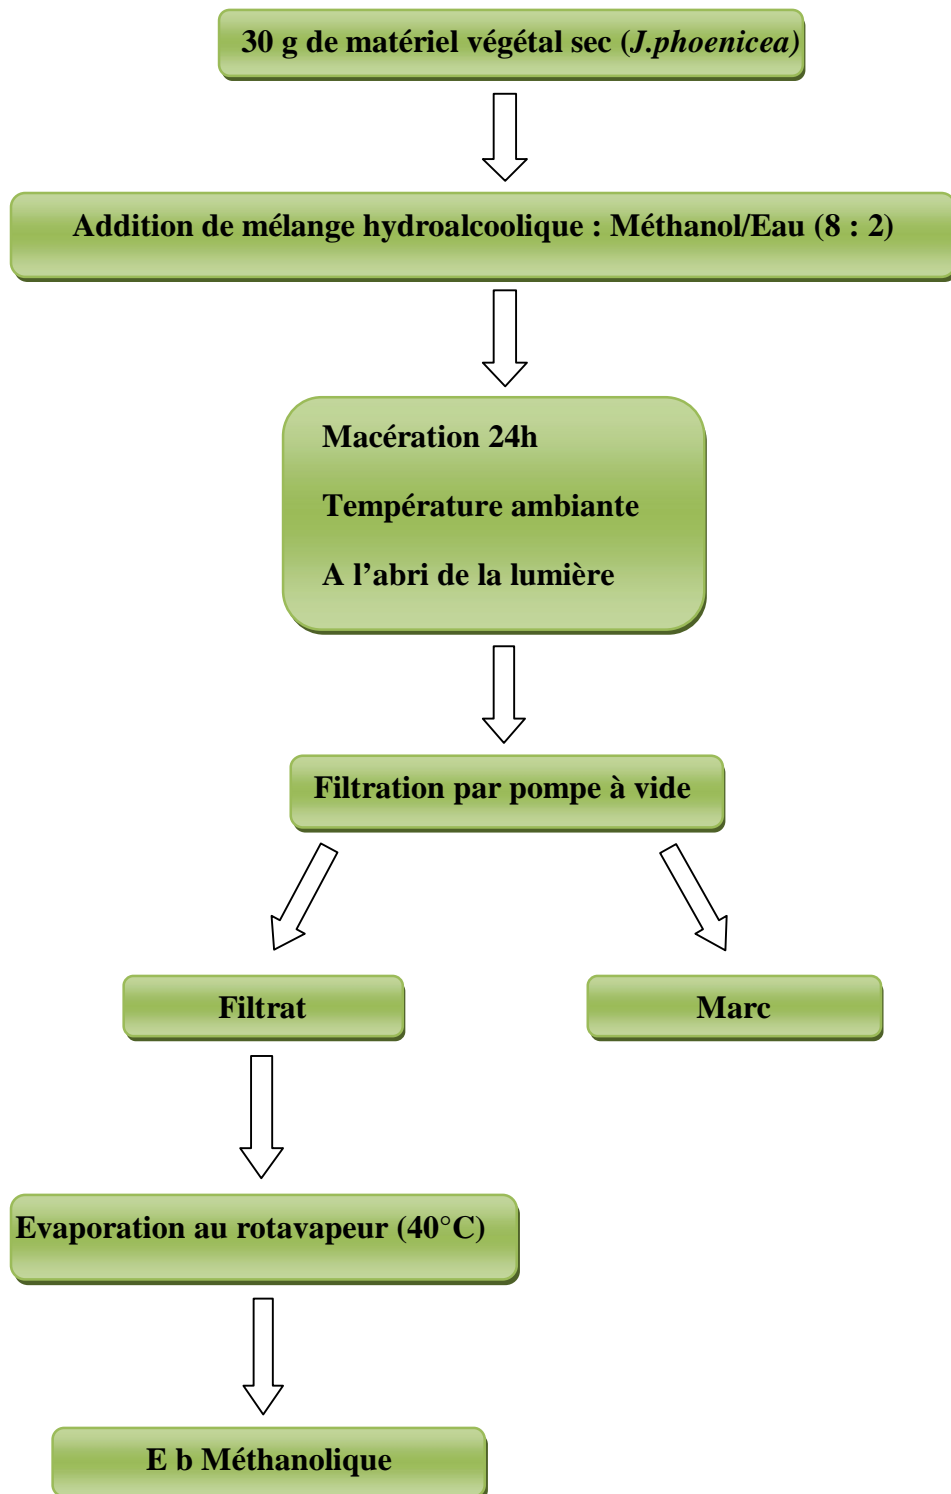 30 g de matériel végétal sec (J.phoenicea)
Addition de mélange hydroalcoolique : Méthanol/Eau (8 : 2)
Macération 24h
Température ambiante
A l’abri de la lumière
Filtration par pompe à vide
Filtrat
Marc
Evaporation au rotavapeur (40°C)
E b Méthanolique